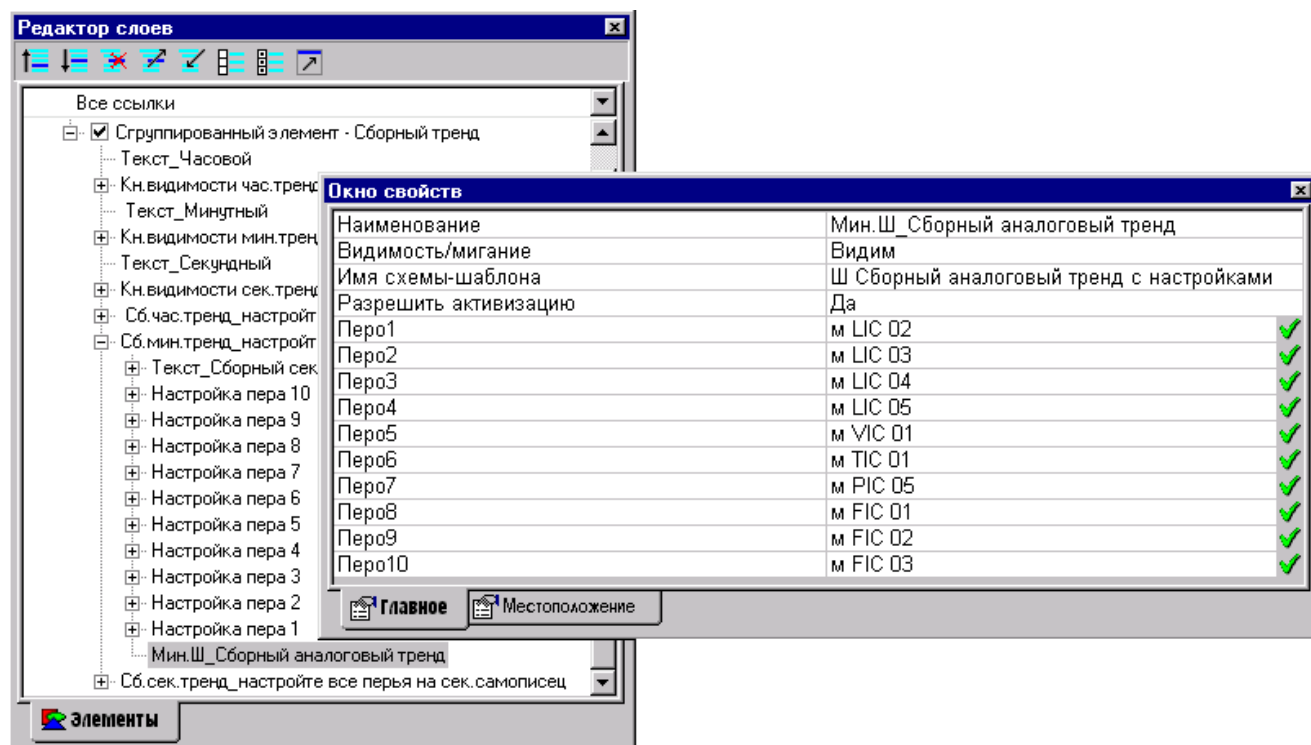 Редактор слоев
Все ссылки
Сгруппированный элемент - Сборный тренд
Текст_Часовой
Кн.видимости час.тренд
Текст_Минутный
Кн.видимости мин.трен
Текст_Секундный
Кн.видимости сек.тренд
Сб.час.тренд_настройт
Сб.мин.тренд_настройт
Текст_Сборный сек
Настройка пера 10
Настройка пера 9
Настройка пера 8
Настройка пера 7
Настройка пера 6
Настройка пера 5
Настройка пера 4
Настройка пера 3
Настройка пера 2
Настройка пера 1
Мин.Ш_Сборный аналоговый тренд
Сб.сек.тренд_настройте все перья на сек.самописец
Элементы
Окно свойств
Наименование Мин.Ш_Сборный аналоговый тренд
Видимость/мигание Видим
Имя схемы-шаблона Ш Сборный аналоговый тренд с настройками
Разрешить активизацию Да
Перо1 м LIC 02
Перо2 м LIC 03
Перо3 м LIC 04
Перо4 м LIC 05
Перо5 м VIC 01
Перо6 м TIC 01
Перо7 м PIC 05
Перо8 м FIC 01
Перо9 м FIC 02
Перо10 м FIC 03
Главное Местоположение